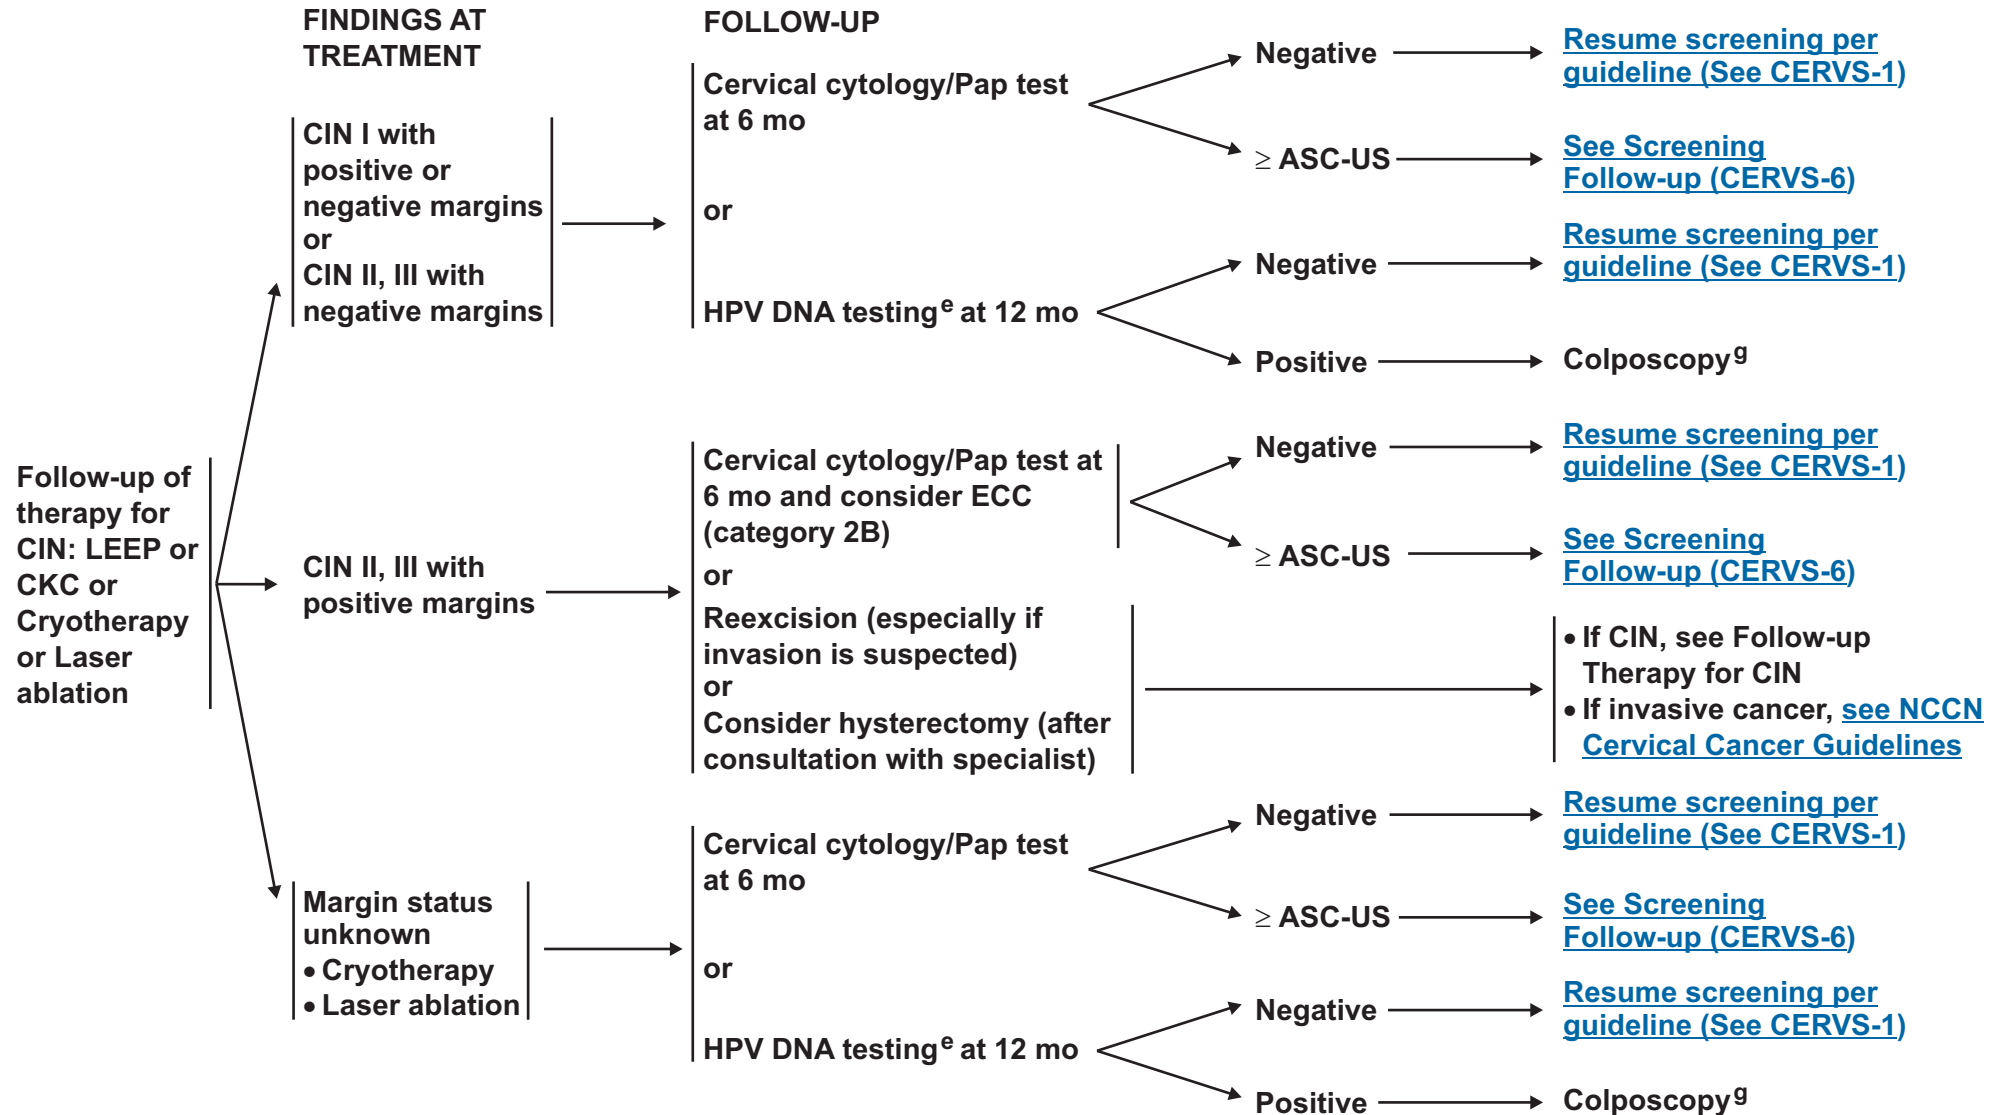 FINDINGS AT
TREATMENT
FOLLOW-UP
Follow-up of
therapy for
CIN: LEEP or
CKC or
Cryotherapy
or Laser
ablation
CIN I with
positive or
negative margins
or
CIN II, III with
negative margins
Cervical cytology/Pap test
at 6 mo
or
HPV DNA testing e at 12 mo
Negative
Resume screening per
guideline (See CERVS-1)
≥ ASC-US
See Screening
Follow-up (CERVS-6)
Negative
Resume screening per
guideline (See CERVS-1)
Positive
Colposcopy g
CIN II, III with
positive margins
Cervical cytology/Pap test at
6 mo and consider ECC
(category 2B)
or
Reexcision (especially if
invasion is suspected)
or
Consider hysterectomy (after
consultation with specialist)
Negative
Resume screening per
guideline (See CERVS-1)
≥ ASC-US
See Screening
Follow-up (CERVS-6)
• If CIN, see Follow-up
Therapy for CIN
• If invasive cancer, see NCCN
Cervical Cancer Guidelines
Margin status
unknown
• Cryotherapy
• Laser ablation
Cervical cytology/Pap test
at 6 mo
or
HPV DNA testing e at 12 mo
Negative
Resume screening per
guideline (See CERVS-1)
≥ ASC-US
See Screening
Follow-up (CERVS-6)
Negative
Resume screening per
guideline (See CERVS-1)
Positive
Colposcopy g